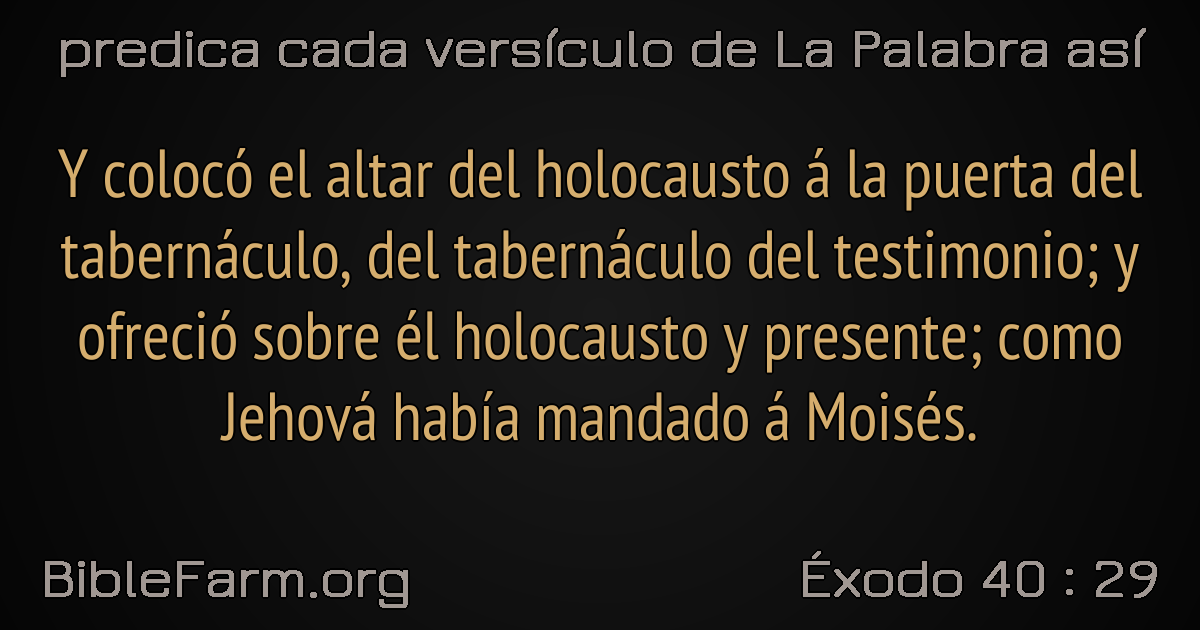 predica cada versículo de La Palabra así
Y colocó el altar del holocausto á la puerta del
tabernáculo, del tabernáculo del testimonio; y
ofreció sobre él holocausto y presente; como
Jehová había mandado á Moisés.
BibleFarm.org
Éxodo 40 : 29